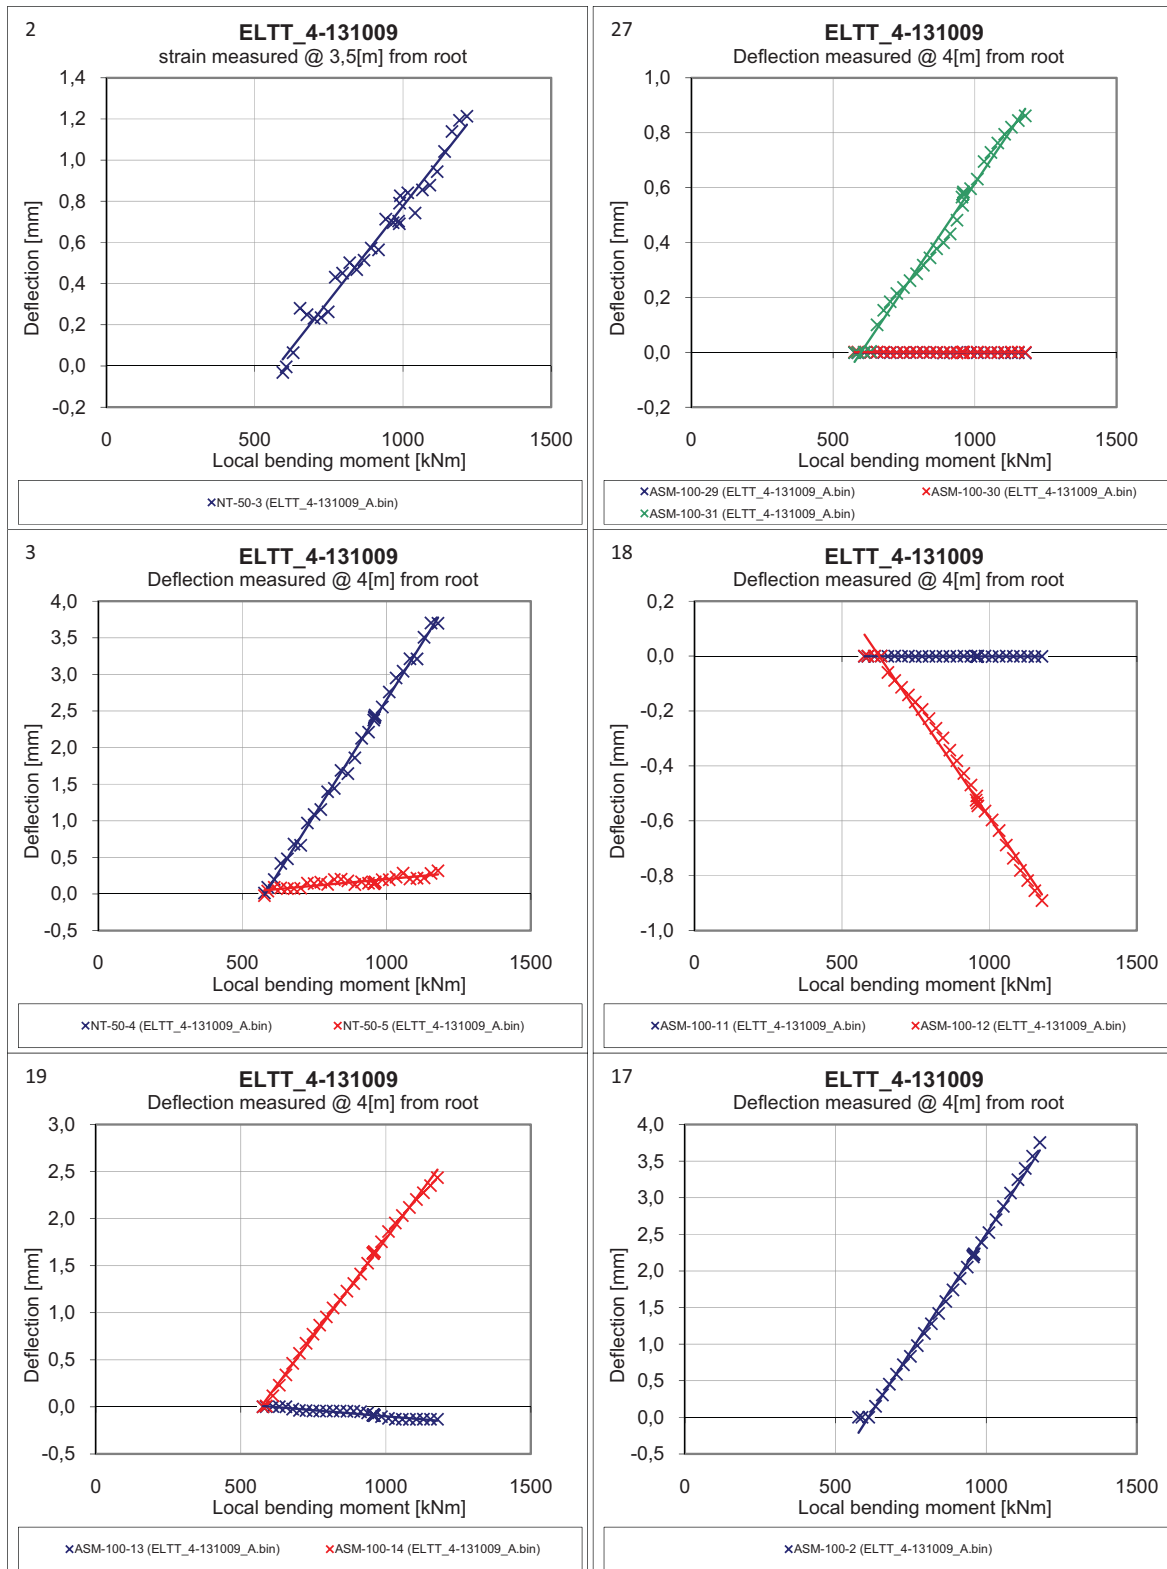 2
ELTT_4-131009
strain measured @ 3,5[m] from root
1,4
1,2
1,0
0,8
0,6
0,4
0,2
0,0
-0,2
Deflection [mm]
0 500 1000 1500
Local bending moment [kNm]
NT-50-3 (ELTT_4-131009_A.bin)
27
ELTT_4-131009
Deflection measured @ 4[m] from root
1,0
0,8
0,6
0,4
0,2
0,0
-0,2
Deflection [mm]
0 500 1000 1500
Local bending moment [kNm]
ASM-100-29 (ELTT_4-131009_A.bin) ASM-100-30 (ELTT_4-131009_A.bin)
ASM-100-31 (ELTT_4-131009_A.bin)
3
ELTT_4-131009
Deflection measured @ 4[m] from root
4,0
3,5
3,0
2,5
2,0
1,5
1,0
0,5
0,0
-0,5
Deflection [mm]
0 500 1000 1500
Local bending moment [kNm]
NT-50-4 (ELTT_4-131009_A.bin) NT-50-5 (ELTT_4-131009_A.bin)
18
ELTT_4-131009
Deflection measured @ 4[m] from root
0,2
0,0
-0,2
-0,4
-0,6
-0,8
-1,0
Deflection [mm]
0 500 1000 1500
Local bending moment [kNm]
ASM-100-11 (ELTT_4-131009_A.bin) ASM-100-12 (ELTT_4-131009_A.bin)
19
ELTT_4-131009
Deflection measured @ 4[m] from root
3,0
2,5
2,0
1,5
1,0
0,5
0,0
-0,5
Deflection [mm]
0 500 1000 1500
Local bending moment [kNm]
ASM-100-13 (ELTT_4-131009_A.bin) ASM-100-14 (ELTT_4-131009_A.bin)
17
ELTT_4-131009
Deflection measured @ 4[m] from root
4,0
3,5
3,0
2,5
2,0
1,5
1,0
0,5
0,0
-0,5
Deflection [mm]
0 500 1000 1500
Local bending moment [kNm]
ASM-100-2 (ELTT_4-131009_A.bin)